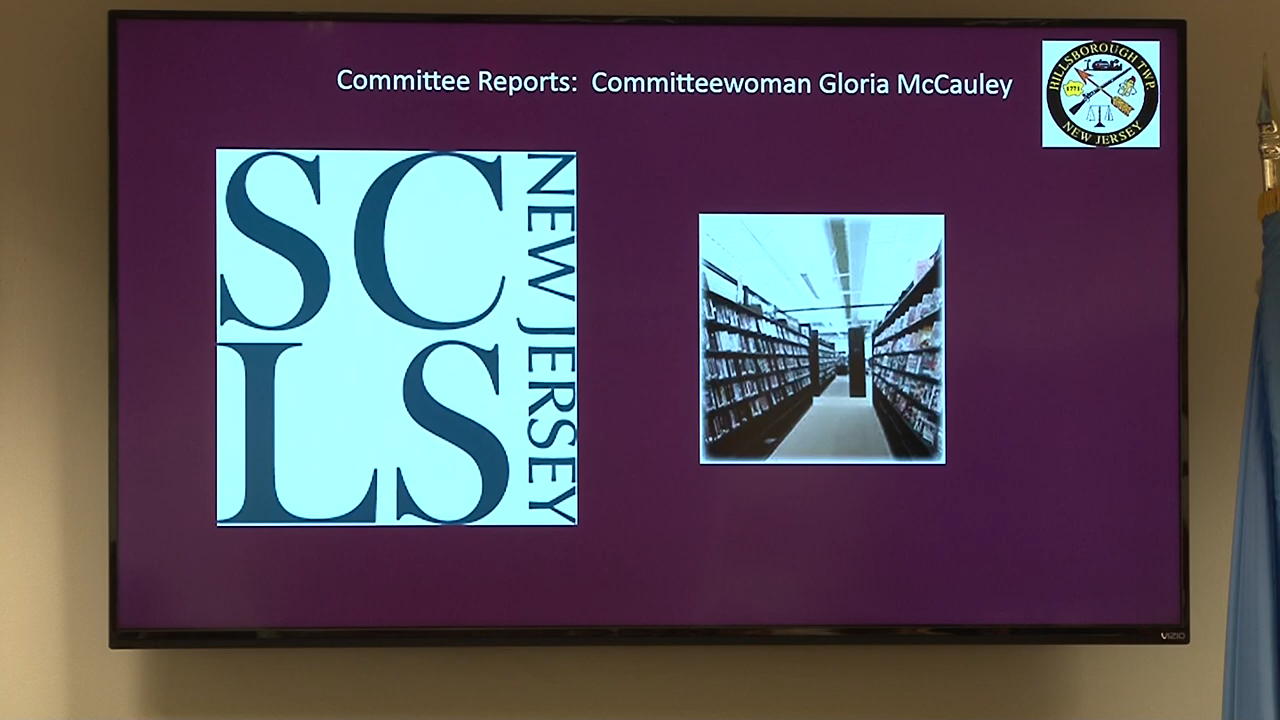 Committee Reports: Committeewoman Gloria McCauley
HILLSBOROUGH TWP.
1771
NEW JERSEY
SC
LS
NEW JERSEY
VIZIO